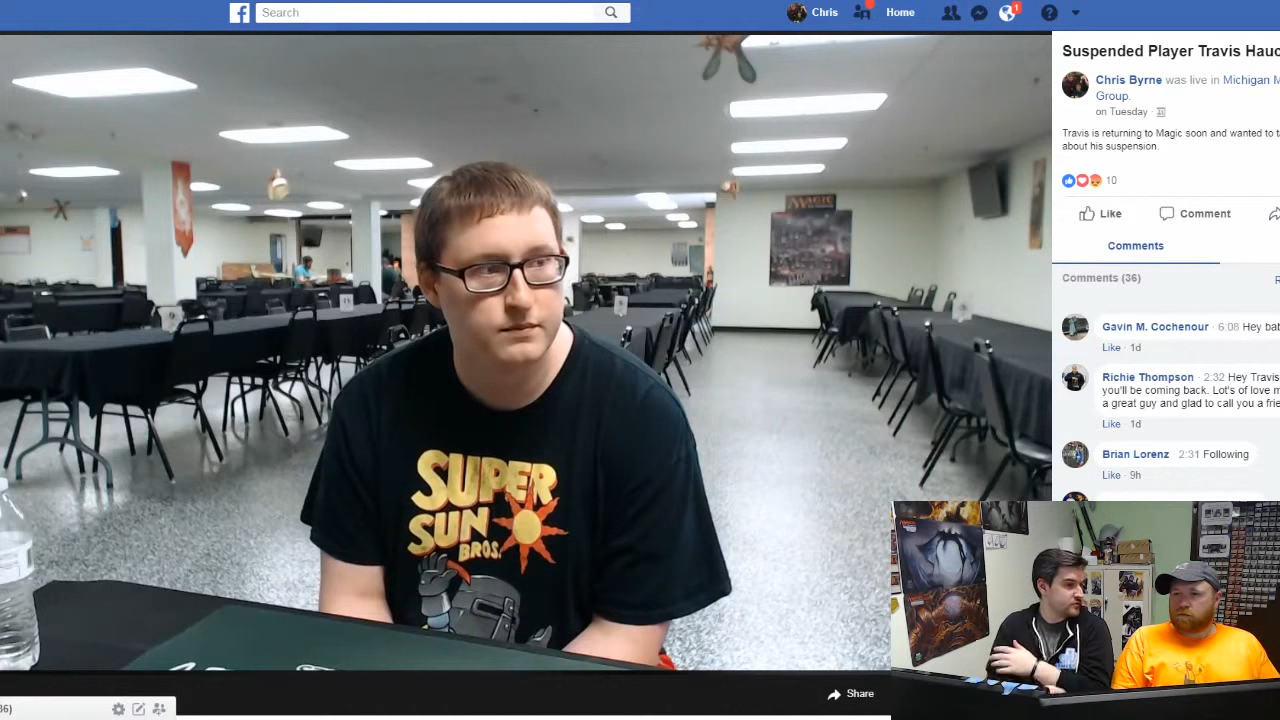 Search
Chris
Home
1
Suspended Player Travis Hauc
Chris Byrne was live in Michigan M
Group.
on Tuesday
Travis is returning to Magic soon and wanted to ta
about his suspension.
10
Like
Comment
Comments
Comments (36)
R
Gavin M. Cochenour · 6:08 Hey bab
Like · 1d
Richie Thompson · 2:32 Hey Travis
you'll be coming back. Lot's of love m
a great guy and glad to call you a frie
Like · 1d
Brian Lorenz · 2:31 Following
Like · 9h
MAGIC
SUPER
SUN
BROS.
Share
36)